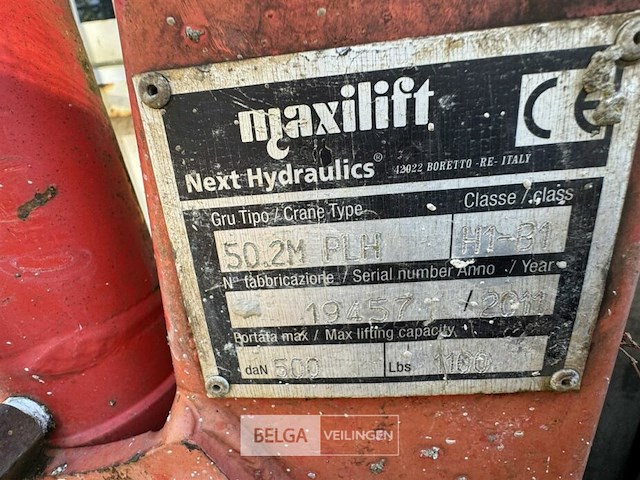 maxilift
CE
Next Hydraulics®
42022 BORETTO -RE- ITALY
Gru Tipo / Crane Type Classe / class
50.2M PLH H1-B1
N° fabbricazione / Serial number Anno / Year
19457 / 2011
Portata max / Max lifting capacity
daN 500 Lbs 1100
BELGA VEILINGEN